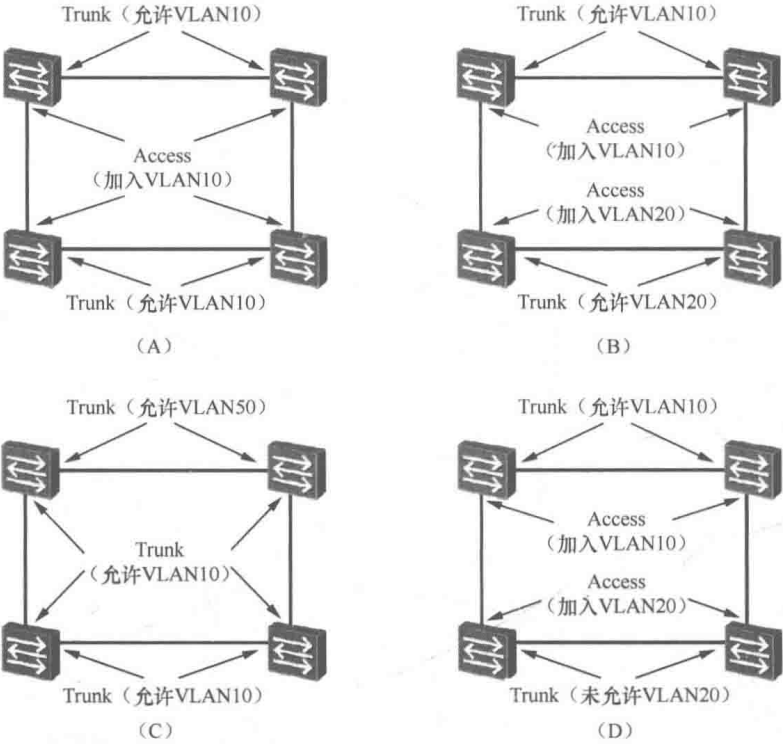 Trunk（允许VLAN10）
Access
（加入VLAN10）
Trunk（允许VLAN10）
（A）
Trunk（允许VLAN10）
Access
（加入VLAN10）
Access
（加入VLAN20）
Trunk（允许VLAN20）
（B）
Trunk（允许VLAN50）
Trunk
（允许VLAN10）
Trunk（允许VLAN10）
（C）
Trunk（允许VLAN10）
Access
（加入VLAN10）
Access
（加入VLAN20）
Trunk（未允许VLAN20）
（D）